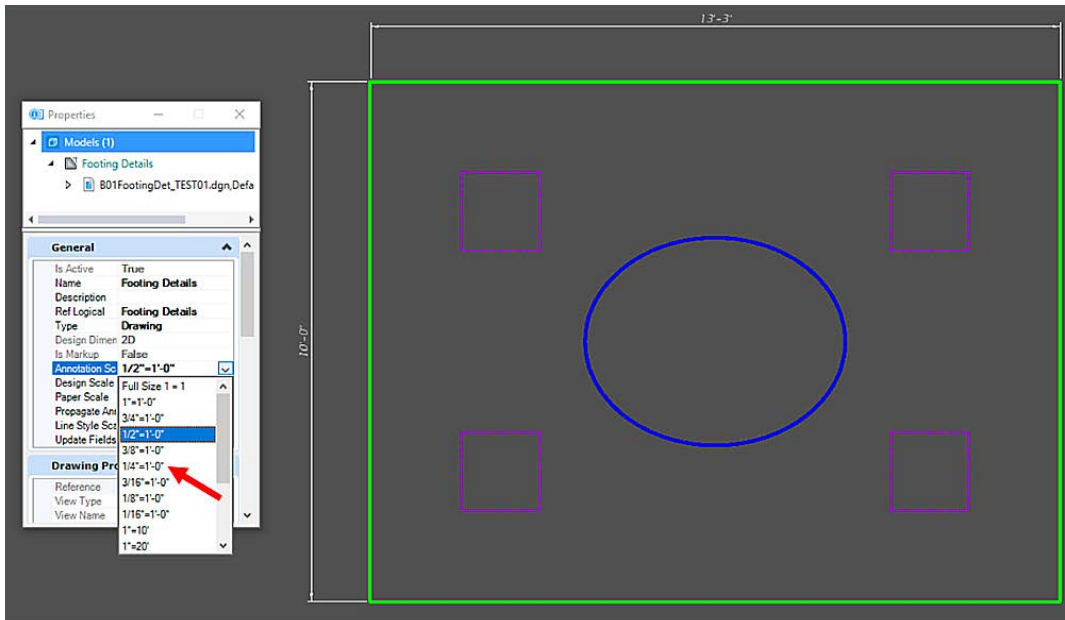 13'-3"
Properties
Models (1)
Footing Details
B01FootingDet_TEST01.dgn,Defa
General
Is Active True
Name Footing Details
Description
Ref Logical Footing Details
Type Drawing
Design Dimen 2D
Is Markup False
Annotation Sc 1/2"=1'-0"
Design Scale Full Size 1 = 1
Paper Scale 1"=1'-0"
Propagate Ann 3/4"=1'-0"
Line Style Sca 1/2"=1'-0"
Update Fields 3/8"=1'-0"
Drawing Pro 1/4"=1'-0"
Reference 3/16"=1'-0"
View Type 1/8"=1'-0"
View Name 1/16"=1'-0"
1"=10'
1"=20'
10'-0"